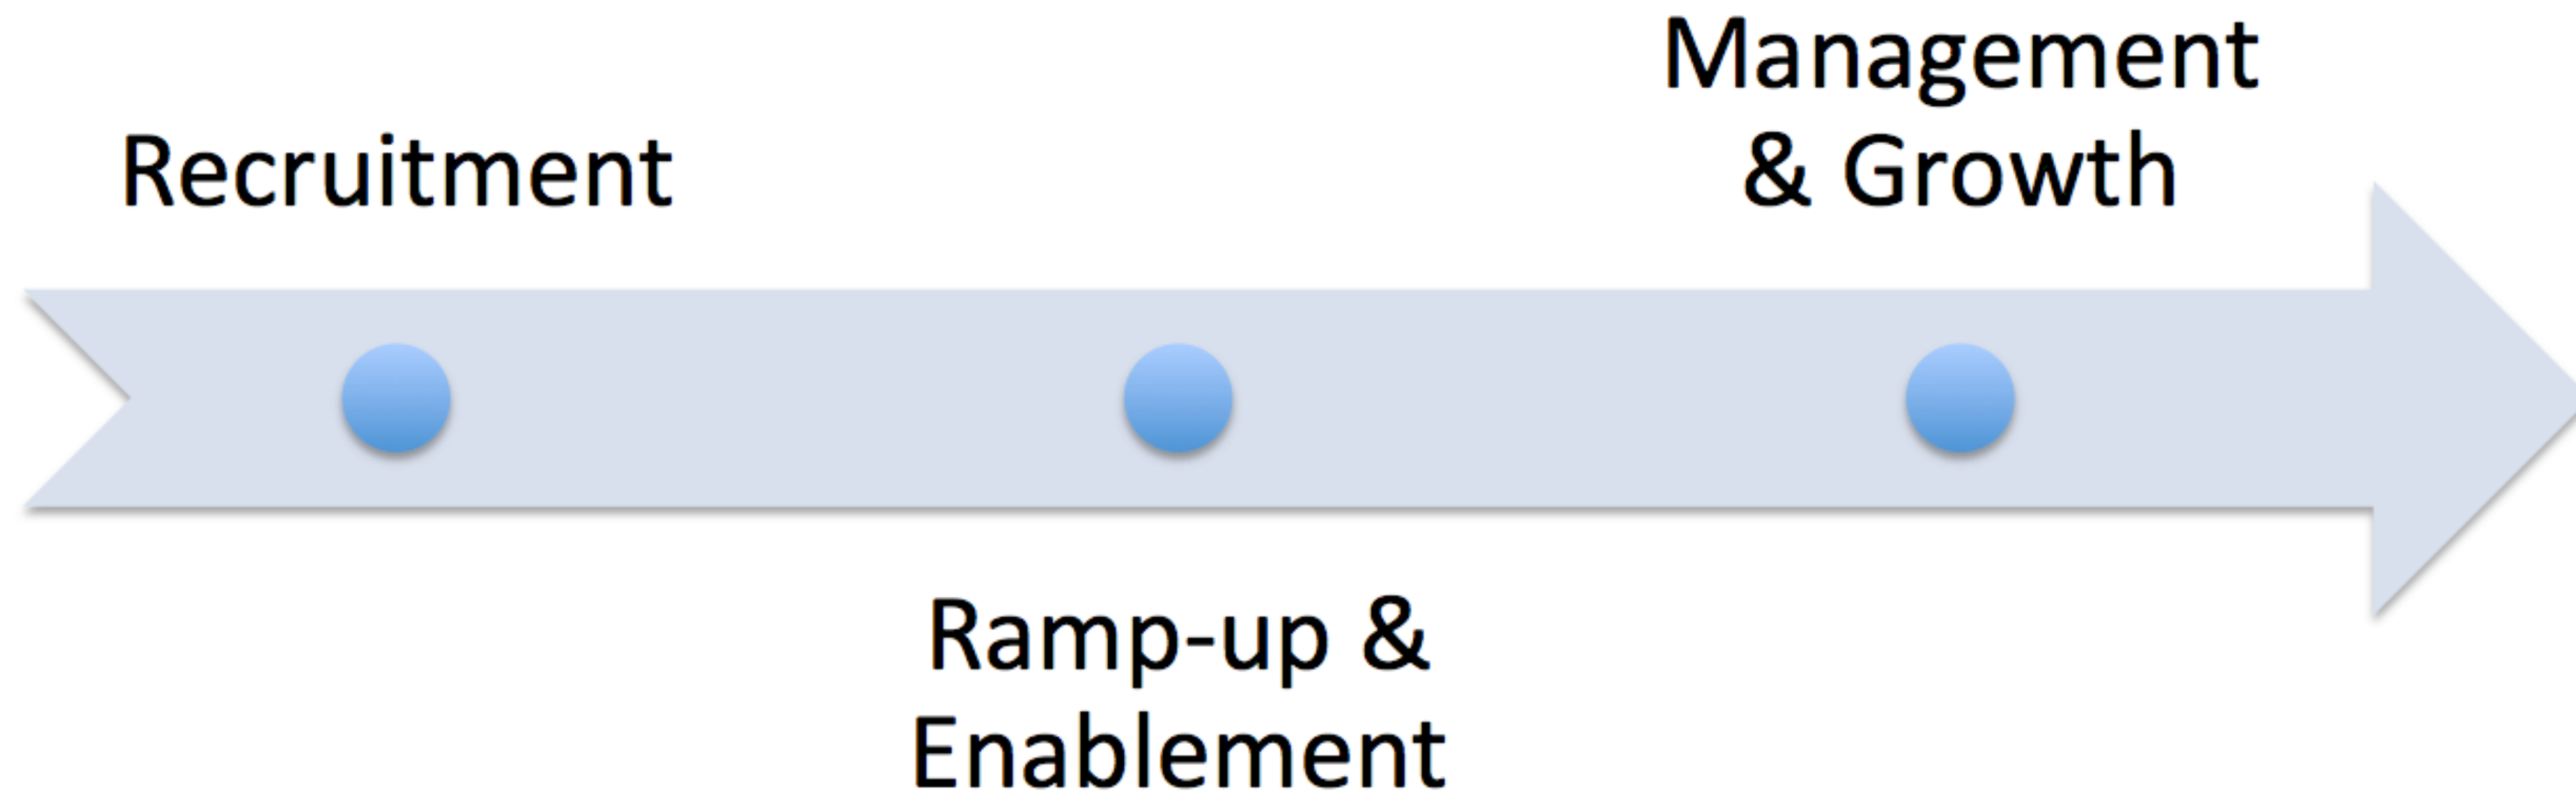 Recruitment
Ramp-up &
Enablement
Management
& Growth